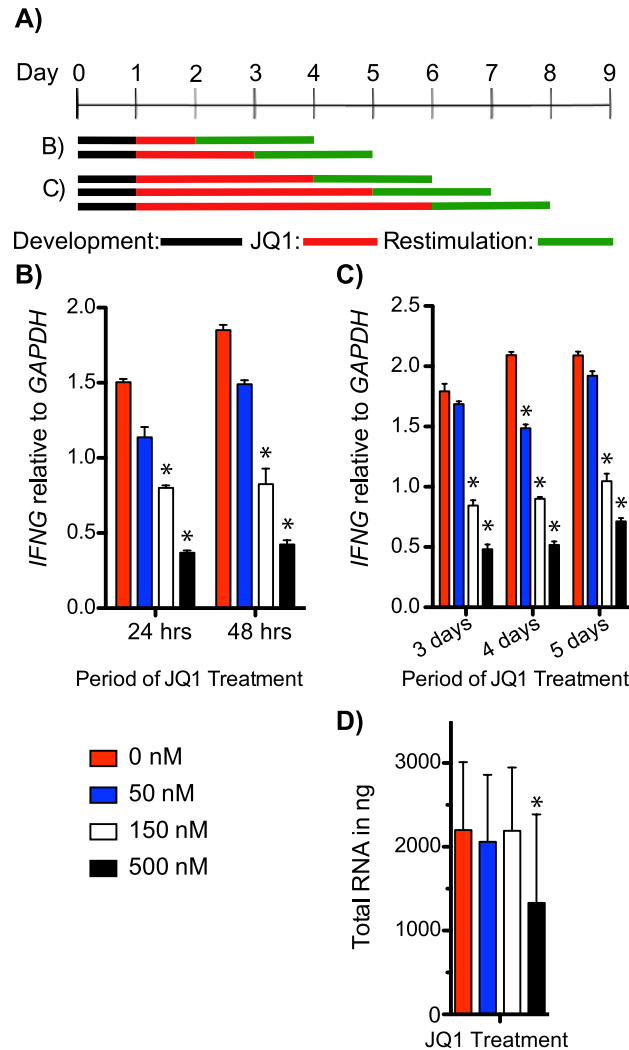 A)
Day 0 1 2 3 4 5 6 7 8 9
B)
C)
Development: JQ1: Restimulation:
B)
IFNG relative to GAPDH
2.0
1.5
1.0
0.5
0.0
* * * *
24 hrs 48 hrs
Period of JQ1 Treatment
C)
IFNG relative to GAPDH
2.5
2.0
1.5
1.0
0.5
0.0
* * * * * * *
3 days 4 days 5 days
Period of JQ1 Treatment
0 nM
50 nM
150 nM
500 nM
D)
Total RNA in ng
3000
2000
1000
0
*
JQ1 Treatment